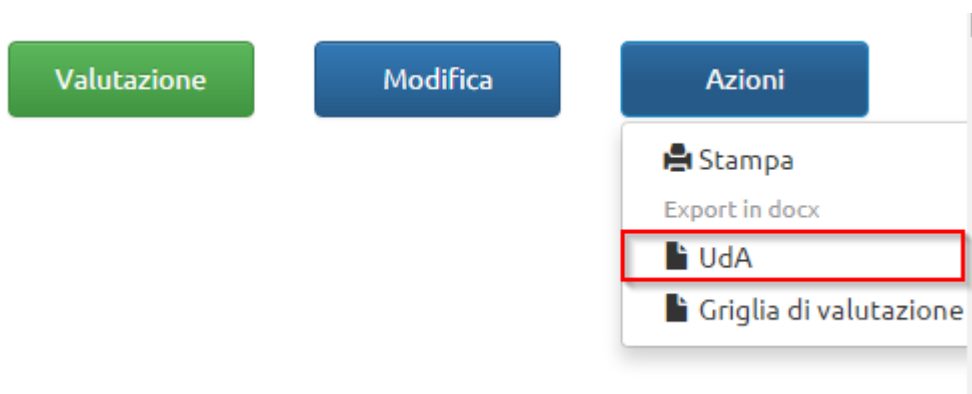 Valutazione Modifica Azioni
Stampa
Export in docx
UdA
Griglia di valutazione